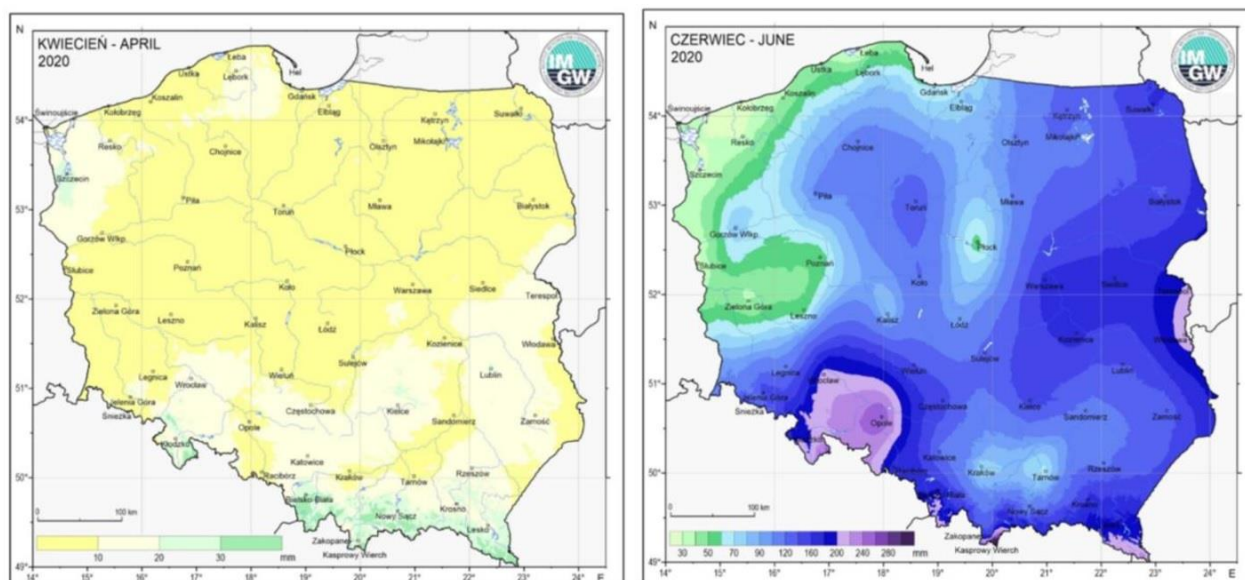 KWIECIEŃ - APRIL
2020
N
IM
GW
Łeba
Hel
Ustka
Lębork
Koszalin
Gdańsk
Elbląg
Suwałki
Świnoujście
Kołobrzeg
54°
Kętrzyn
Resko
Chojnice
Olsztyn
Mikołajki
Szczecin
Piła
Toruń
Mława
Białystok
53°
Gorzów Wlkp.
Płock
Słubice
Poznań
Koło
Warszawa
Siedlce
Terespol
52°
Zielona Góra
Leszno
Kalisz
Łódź
Kozienice
Włodawa
Sulejów
Legnica
Wrocław
Wieluń
Lublin
51°
Jelenia Góra
Śnieżka
Częstochowa
Kielce
Sandomierz
Zamość
Opole
Kłodzko
Katowice
Racibórz
Kraków
Tarnów
Rzeszów
50°
Bielsko-Biała
Krosno
Nowy Sącz
Lesko
0 100 km
Zakopane
Kasprowy Wierch
10 20 30 mm
49°
14° 15° 16° 17° 18° 19° 20° 21° 22° 23° 24° E
CZERWIEC - JUNE
2020
N
IM
GW
Łeba
Hel
Ustka
Lębork
Koszalin
Gdańsk
Elbląg
Suwałki
Świnoujście
Kołobrzeg
54°
Kętrzyn
Resko
Chojnice
Olsztyn
Mikołajki
Szczecin
Piła
Toruń
Mława
Białystok
53°
Gorzów Wlkp.
Płock
Słubice
Poznań
Koło
Warszawa
Siedlce
Terespol
52°
Zielona Góra
Leszno
Kalisz
Łódź
Kozienice
Włodawa
Sulejów
Legnica
Wrocław
Wieluń
Lublin
51°
Jelenia Góra
Śnieżka
Częstochowa
Kielce
Sandomierz
Zamość
Opole
Kłodzko
Katowice
Racibórz
Kraków
Tarnów
Rzeszów
50°
Krosno
Nowy Sącz
0 100 km
Zakopane
Kasprowy Wierch
30 50 70 90 120 160 200 240 280 mm
49°
14° 15° 16° 17° 18° 19° 20° 21° 22° 23° 24° E